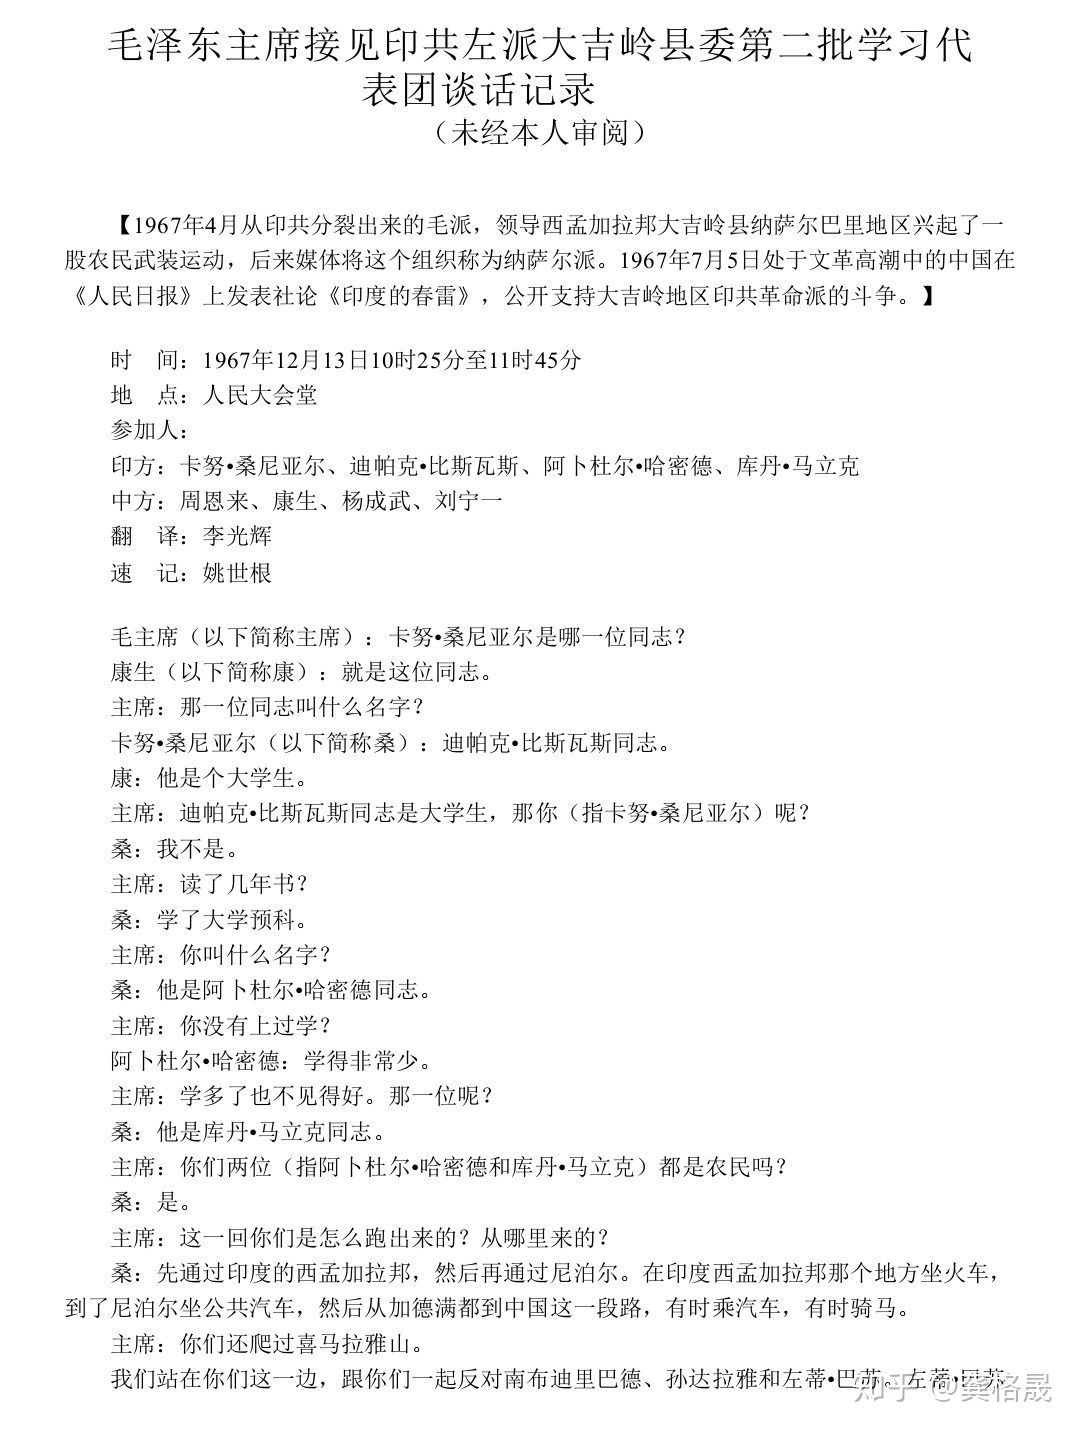 毛泽东主席接见印共左派大吉岭县委第二批学习代
表团谈话记录
（未经本人审阅）
【1967年4月从印共分裂出来的毛派，领导西孟加拉邦大吉岭县纳萨尔巴里地区兴起了一
股农民武装运动，后来媒体将这个组织称为纳萨尔派。1967年7月5日处于文革高潮中的中国在
《人民日报》上发表社论《印度的春雷》，公开支持大吉岭地区印共革命派的斗争。】
时　间：1967年12月13日10时25分至11时45分
地　点：人民大会堂
参加人：
印方：卡努•桑尼亚尔、迪帕克•比斯瓦斯、阿卜杜尔•哈密德、库丹•马立克
中方：周恩来、康生、杨成武、刘宁一
翻　译：李光辉
速　记：姚世根
毛主席（以下简称主席）：卡努•桑尼亚尔是哪一位同志？
康生（以下简称康）：就是这位同志。
主席：那一位同志叫什么名字？
卡努•桑尼亚尔（以下简称桑）：迪帕克•比斯瓦斯同志。
康：他是个大学生。
主席：迪帕克•比斯瓦斯同志是大学生，那你（指卡努•桑尼亚尔）呢？
桑：我不是。
主席：读了几年书？
桑：学了大学预科。
主席：你叫什么名字？
桑：他是阿卜杜尔•哈密德同志。
主席：你没有上过学？
阿卜杜尔•哈密德：学得非常少。
主席：学多了也不见得好。那一位呢？
桑：他是库丹•马立克同志。
主席：你们两位（指阿卜杜尔•哈密德和库丹•马立克）都是农民吗？
桑：是。
主席：这一回你们是怎么跑出来的？从哪里来的？
桑：先通过印度的西孟加拉邦，然后再通过尼泊尔。在印度西孟加拉邦那个地方坐火车，
到了尼泊尔坐公共汽车，然后从加德满都到中国这一段路，有时乘汽车，有时骑马。
主席：你们还爬过喜马拉雅山。
我们站在你们这一边，跟你们一起反对南布迪里巴德、孙达拉雅和左蒂•巴苏。左蒂•巴苏
知乎 @龚格晟